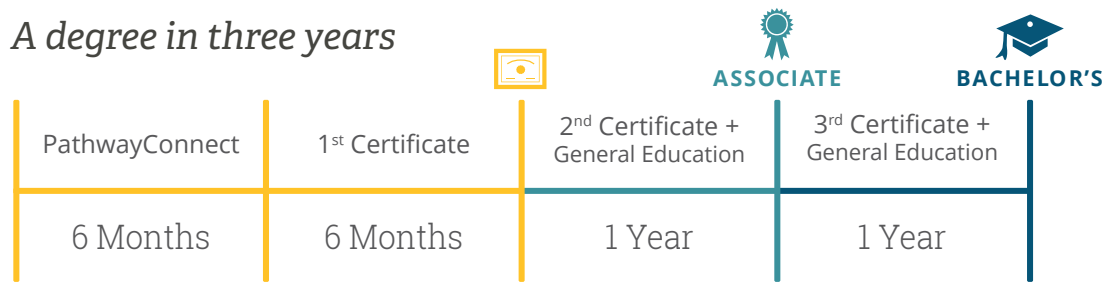 A degree in three years
ASSOCIATE
BACHELOR’S
PathwayConnect
1st Certificate
2nd Certificate +
General Education
3rd Certificate +
General Education
6 Months
6 Months
1 Year
1 Year